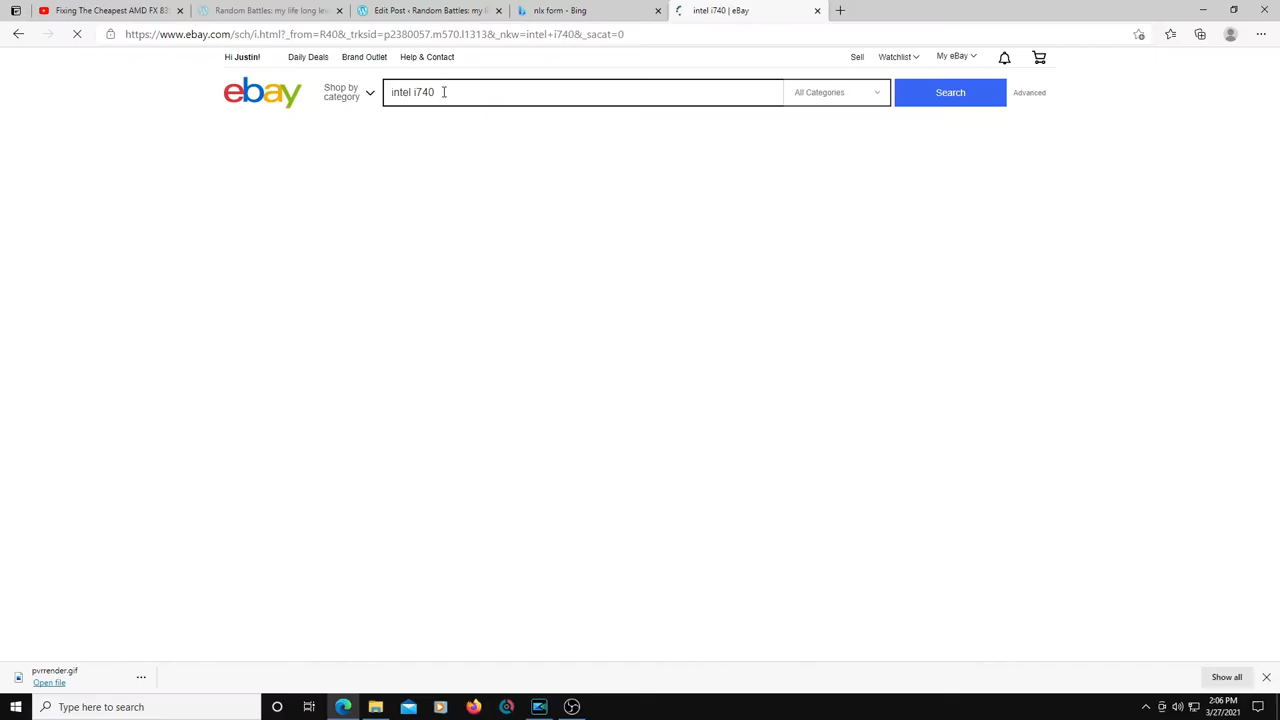 Fixing The Cheapest AMD FX 83
Random Battles: my life long le
Edit Post ‹ Random Battles: my l
nlx form - Bing
intel i740 | eBay
https://www.ebay.com/sch/i.html?_from=R40&_trksid=p2380057.m570.l1313&_nkw=intel+i740&_sacat=0
Hi Justin!
Daily Deals
Brand Outlet
Help & Contact
Sell
Watchlist
My eBay
ebay
Shop by
category
intel i740
All Categories
Search
Advanced
pvrrender.gif
Open file
Show all
Type here to search
2:06 PM
3/27/2021